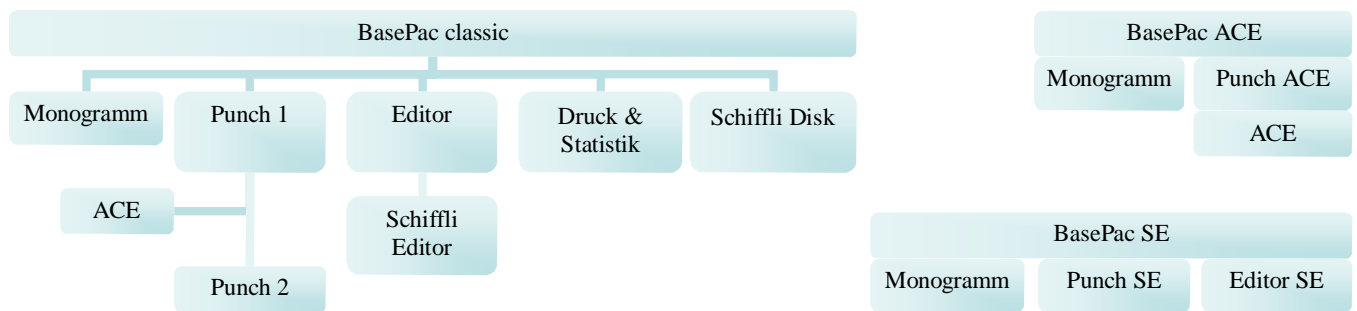 BasePac classic
Monogramm
Punch 1
Editor
Druck &
Statistik
Schiffli Disk
ACE
Schiffli
Editor
Punch 2
BasePac ACE
Monogramm
Punch ACE
ACE
BasePac SE
Monogramm
Punch SE
Editor SE